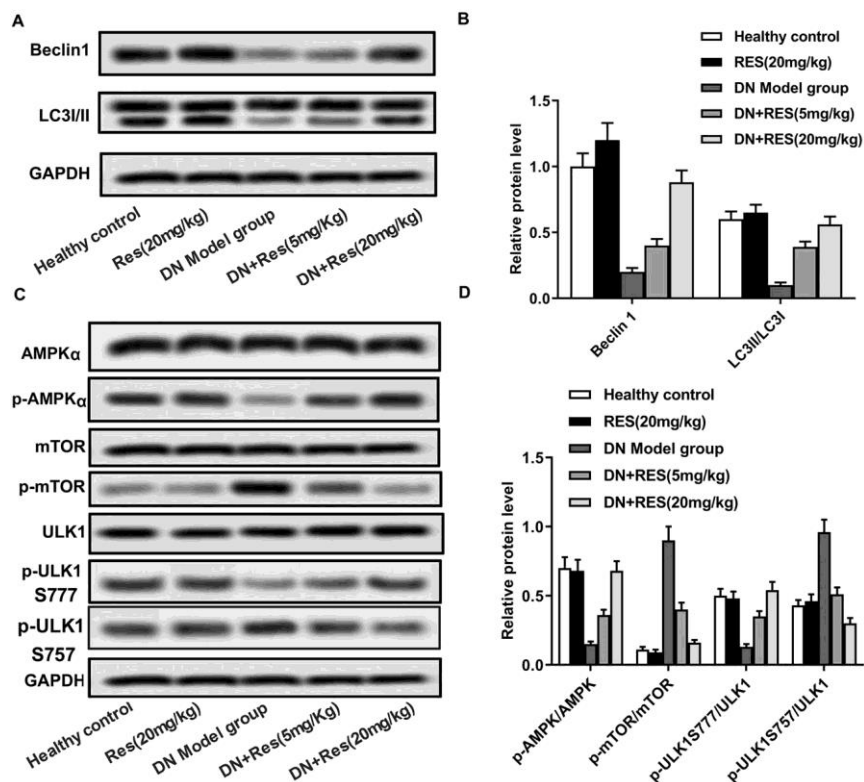 A
Beclin1
LC3I/II
GAPDH
Healthy control
Res(20mg/kg)
DN Model group
DN+Res(5mg/Kg)
DN+Res(20mg/kg)
B
Healthy control
RES(20mg/kg)
DN Model group
DN+RES(5mg/kg)
DN+RES(20mg/kg)
Relative protein level
1.5
1.0
0.5
0.0
Beclin 1
LC3II/LC3I
C
AMPKα
p-AMPKα
mTOR
p-mTOR
ULK1
p-ULK1
S777
p-ULK1
S757
GAPDH
Healthy control
Res(20mg/kg)
DN Model group
DN+Res(5mg/Kg)
DN+Res(20mg/kg)
D
Healthy control
RES(20mg/kg)
DN Model group
DN+RES(5mg/kg)
DN+RES(20mg/kg)
Relative protein level
1.5
1.0
0.5
0.0
p-AMPK/AMPK
p-mTOR/mTOR
p-ULK1S777/ULK1
p-ULK1S757/ULK1